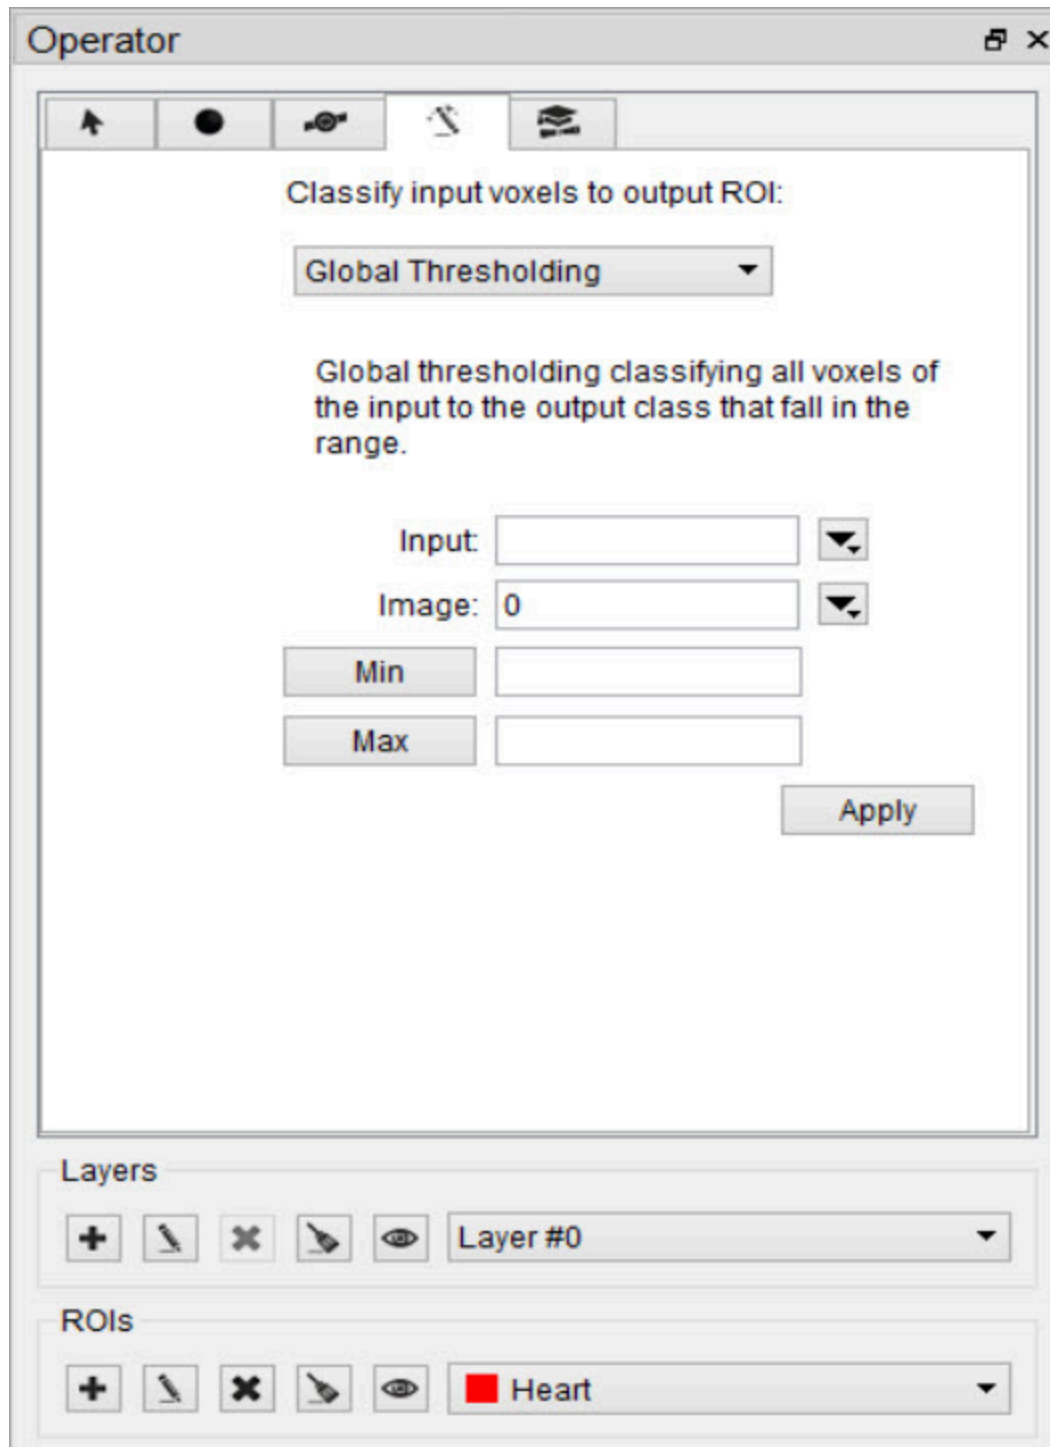 Operator
Classify input voxels to output ROI:
Global Thresholding
Global thresholding classifying all voxels of
the input to the output class that fall in the
range.
Input:
Image: 0
Min
Max
Apply
Layers
Layer #0
ROIs
Heart